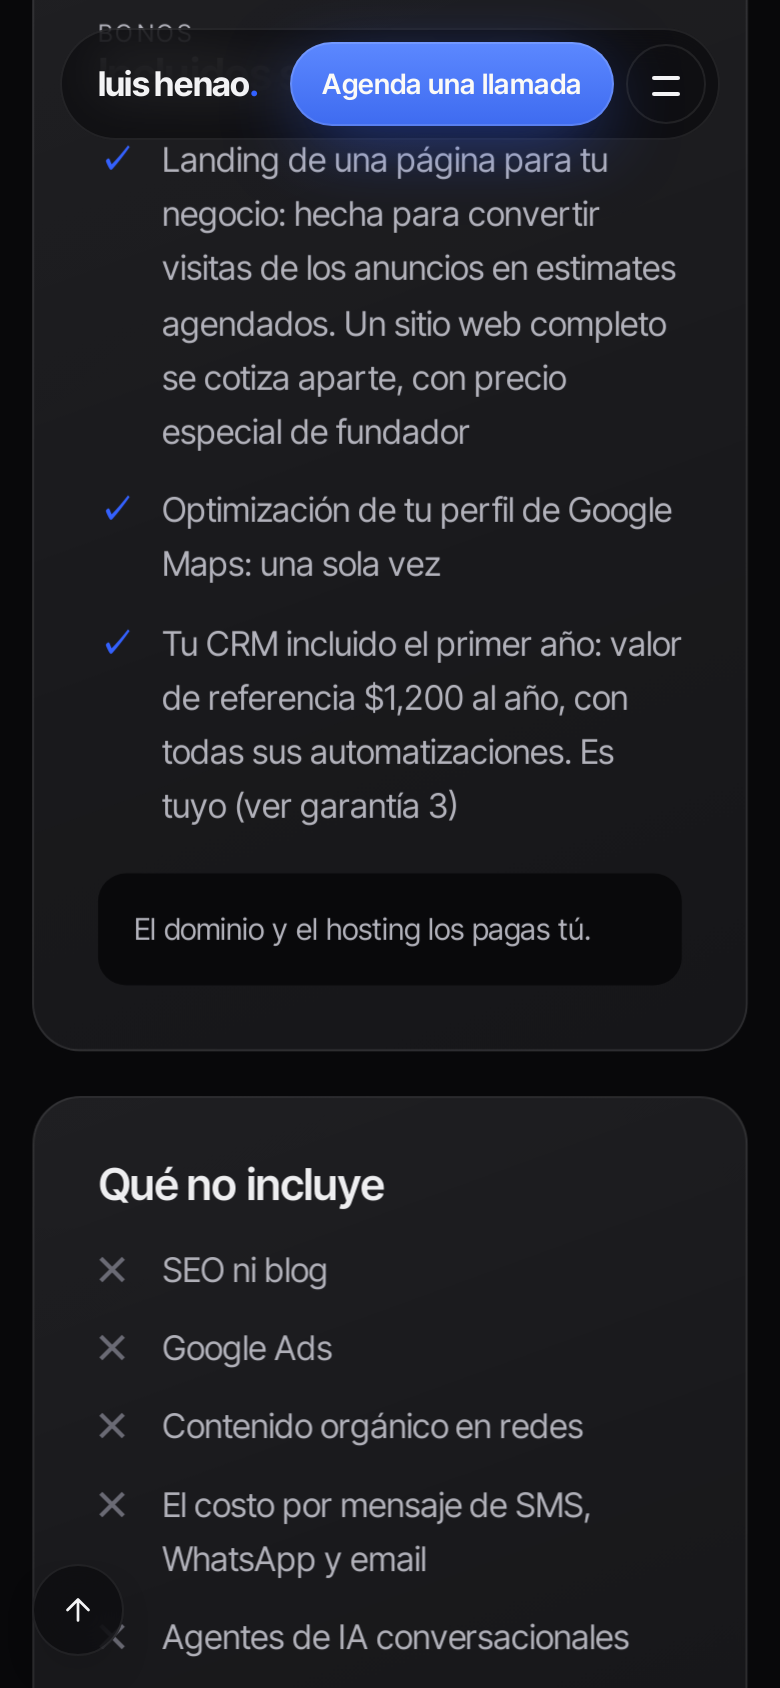 BONOS
luis henao.
Agenda una llamada
Landing de una página para tu
negocio: hecha para convertir
visitas de los anuncios en estimates
agendados. Un sitio web completo
se cotiza aparte, con precio
especial de fundador
Optimización de tu perfil de Google
Maps: una sola vez
Tu CRM incluido el primer año: valor
de referencia $1,200 al año, con
todas sus automatizaciones. Es
tuyo (ver garantía 3)
El dominio y el hosting los pagas tú.
Qué no incluye
SEO ni blog
Google Ads
Contenido orgánico en redes
El costo por mensaje de SMS,
WhatsApp y email
Agentes de IA conversacionales